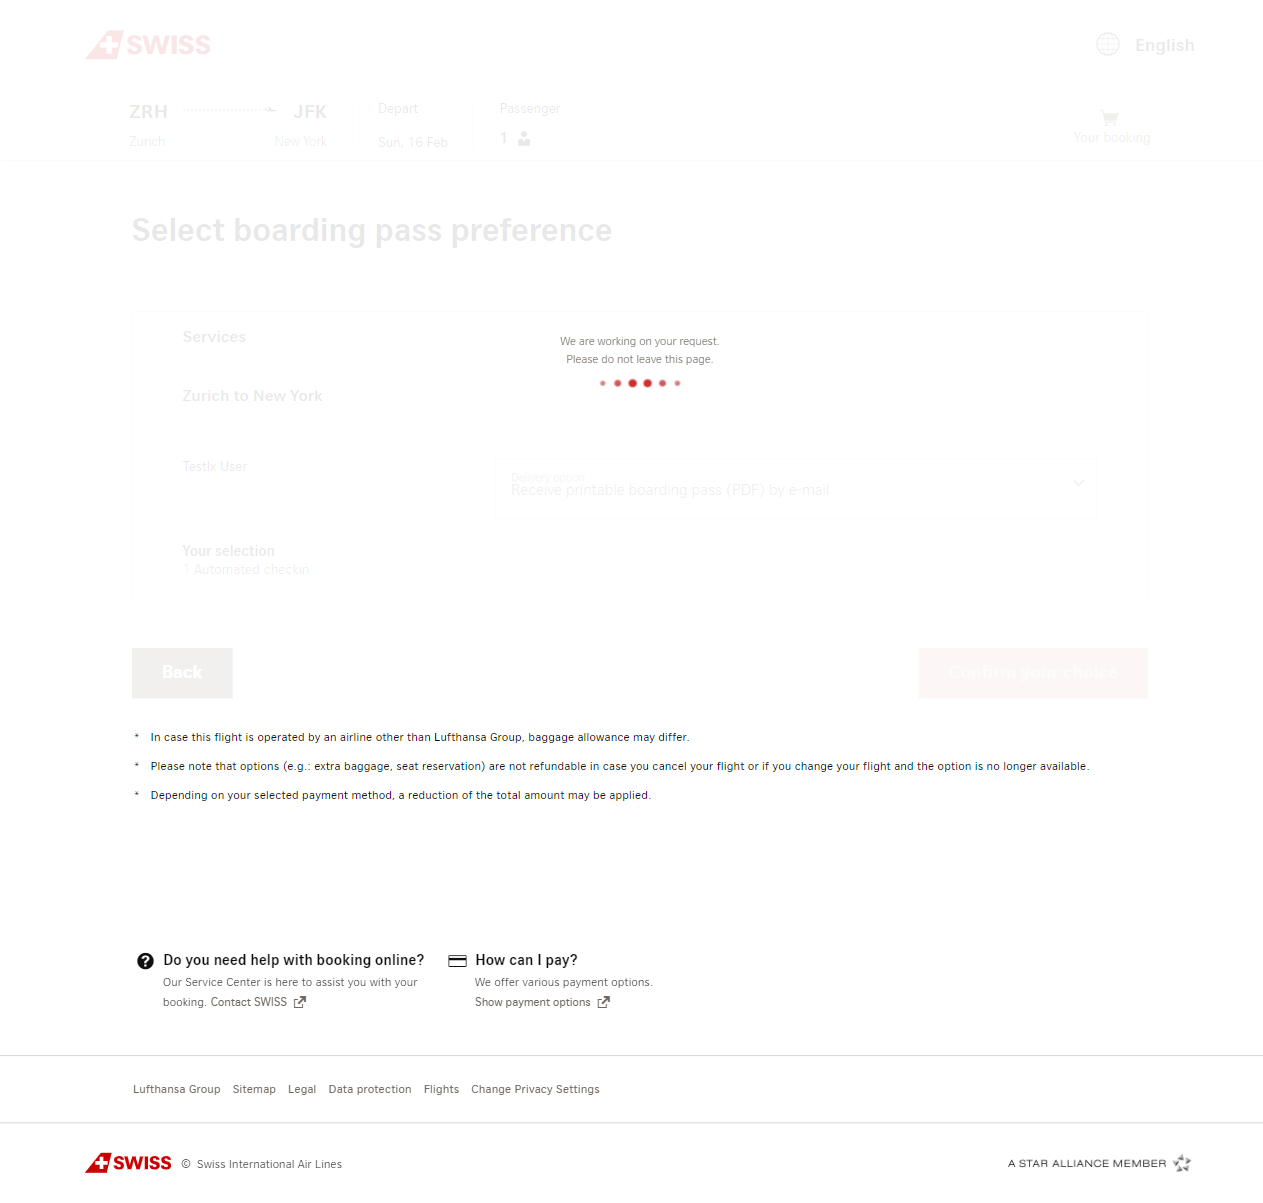 SWISS
English
ZRH
JFK
Zurich
New York
Depart
Sun, 16 Feb
Passenger
1
Your booking
Select boarding pass preference
Services
We are working on your request.
Please do not leave this page.
Zurich to New York
TestIx User
Delivery option
Receive printable boarding pass (PDF) by e-mail
Your selection
1 Automated checkin
Back
Confirm your choice
* In case this flight is operated by an airline other than Lufthansa Group, baggage allowance may differ.
* Please note that options (e.g.: extra baggage, seat reservation) are not refundable in case you cancel your flight or if you change your flight and the option is no longer available.
* Depending on your selected payment method, a reduction of the total amount may be applied.
Do you need help with booking online?
Our Service Center is here to assist you with your
booking. Contact SWISS
How can I pay?
We offer various payment options.
Show payment options
Lufthansa Group Sitemap Legal Data protection Flights Change Privacy Settings
SWISS © Swiss International Air Lines
A STAR ALLIANCE MEMBER